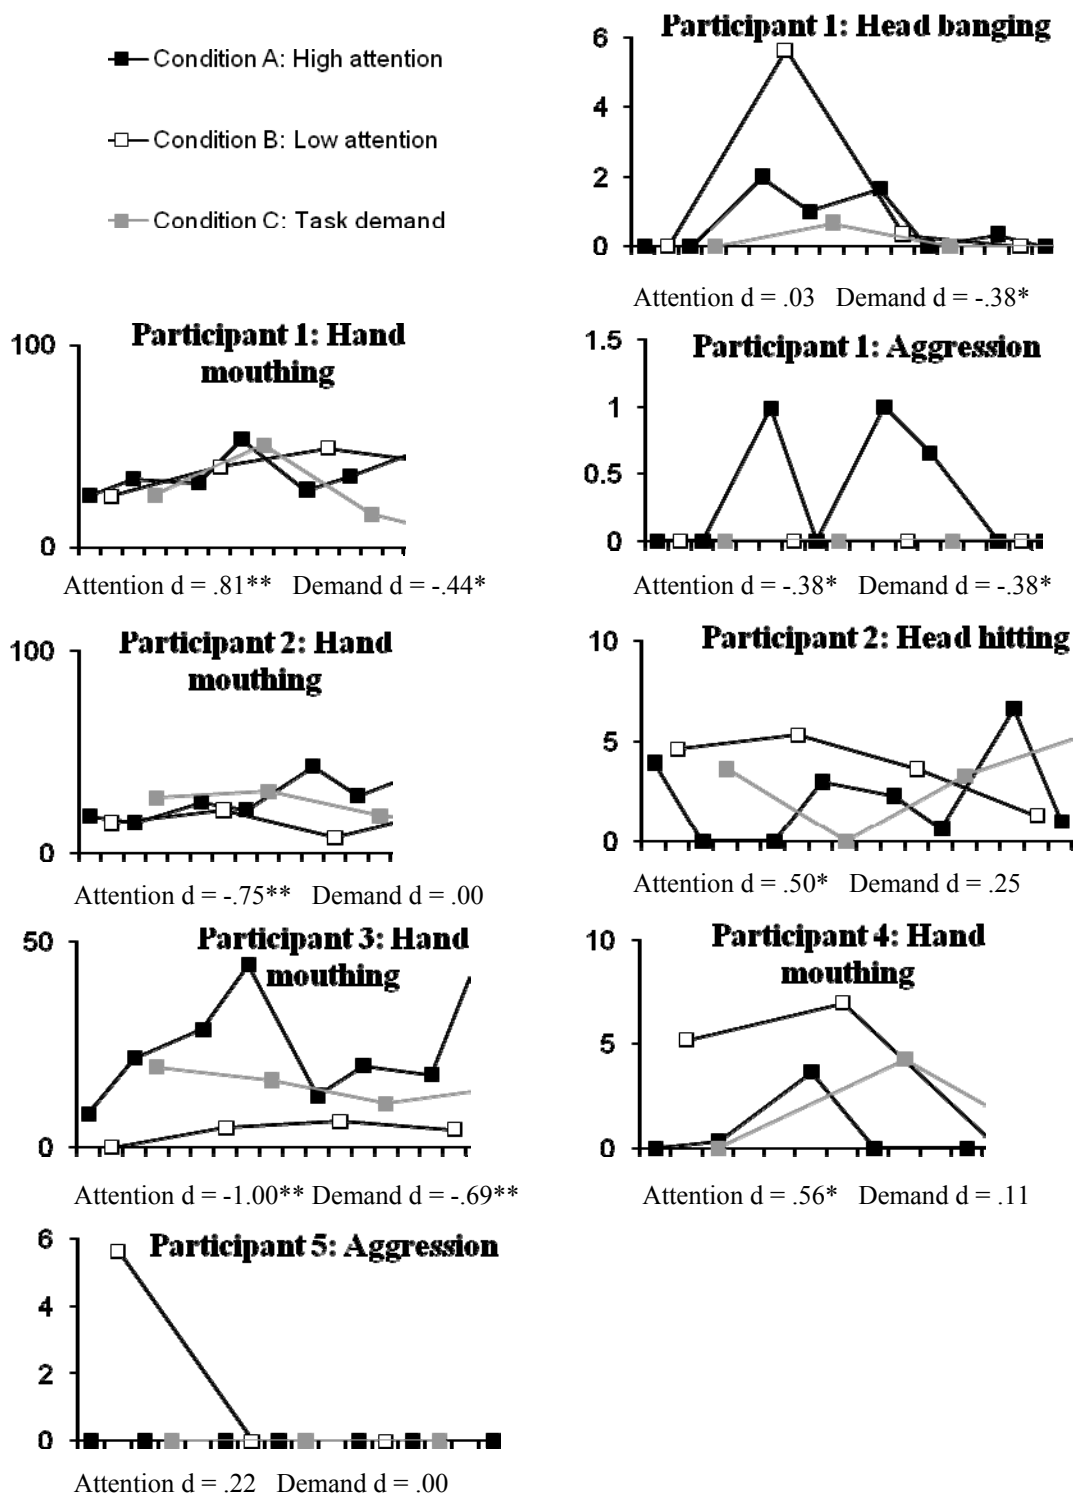 Condition A: High attention
Condition B: Low attention
Condition C: Task demand
Participant 1: Head banging
6
4
2
0
Attention d = .03 Demand d = -.38*
Participant 1: Hand
mouthing
100
0
Attention d = .81** Demand d = -.44*
Participant 1: Aggression
1.5
1
0.5
0
Attention d = -.38* Demand d = -.38*
Participant 2: Hand
mouthing
100
0
Attention d = -.75** Demand d = .00
Participant 2: Head hitting
10
5
0
Attention d = .50* Demand d = .25
Participant 3: Hand
mouthing
50
0
Attention d = -1.00** Demand d = -.69**
Participant 4: Hand
mouthing
10
5
0
Attention d = .56* Demand d = .11
Participant 5: Aggression
6
4
2
0
Attention d = .22 Demand d = .00